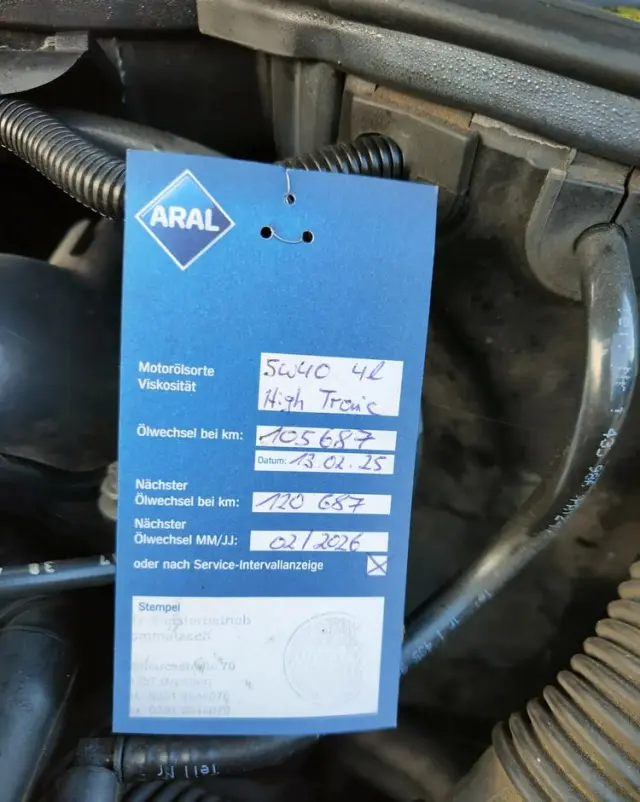 ARAL
Motorölsorte
Viskosität
5W40 4l
High Tronic
Ölwechsel bei km: 105687
Datum: 13.02.25
Nächster
Ölwechsel bei km: 120 687
Nächster
Ölwechsel MM/JJ: 02/2026
oder nach Service-Intervallanzeige X
Stempel